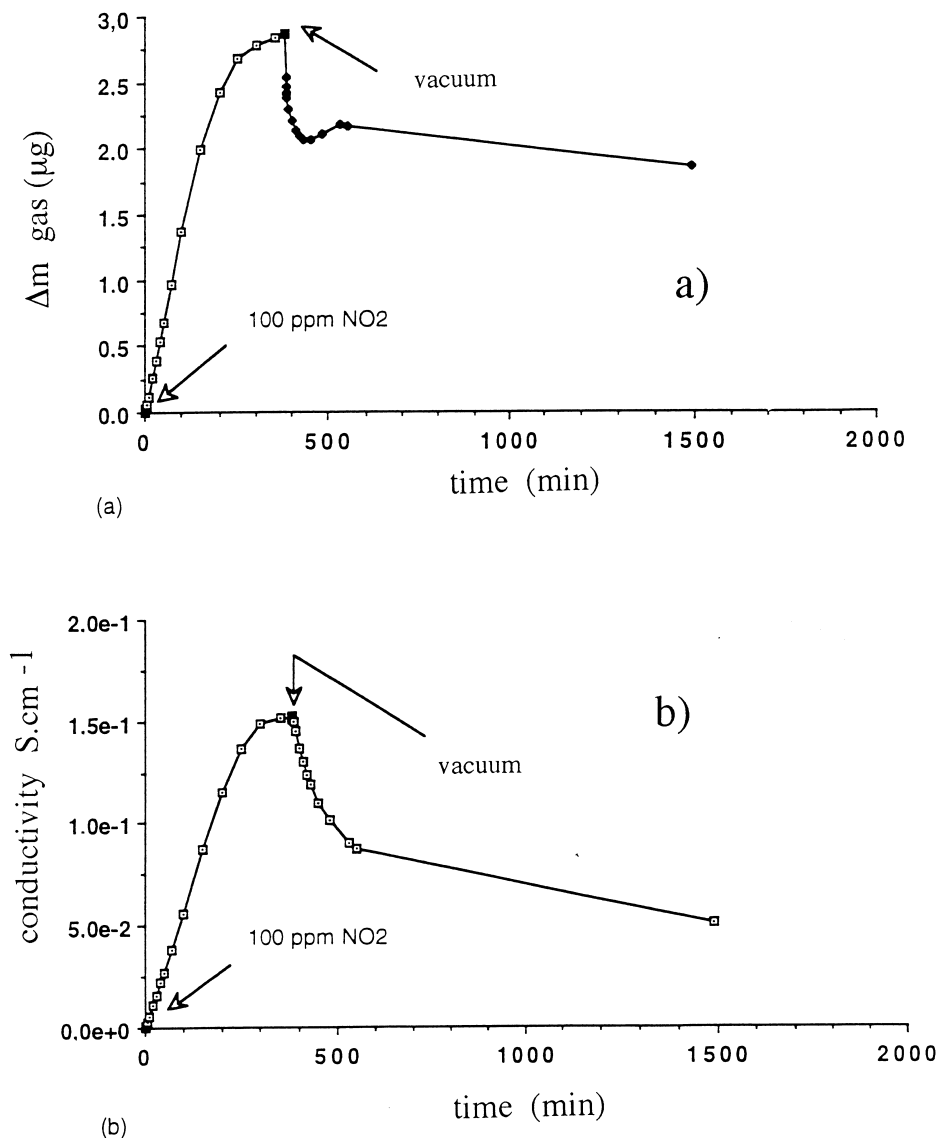 3,0
2.5
2.0
1.5
1.0
0.5
0.0
Δm gas (µg)
vacuum
a)
100 ppm NO2
0 500 1000 1500 2000
time (min)
(a)
2.0e-1
1.5e-1
1.0e-1
5.0e-2
0.0e+0
conductivity S.cm -1
b)
vacuum
100 ppm NO2
0 500 1000 1500 2000
time (min)
(b)